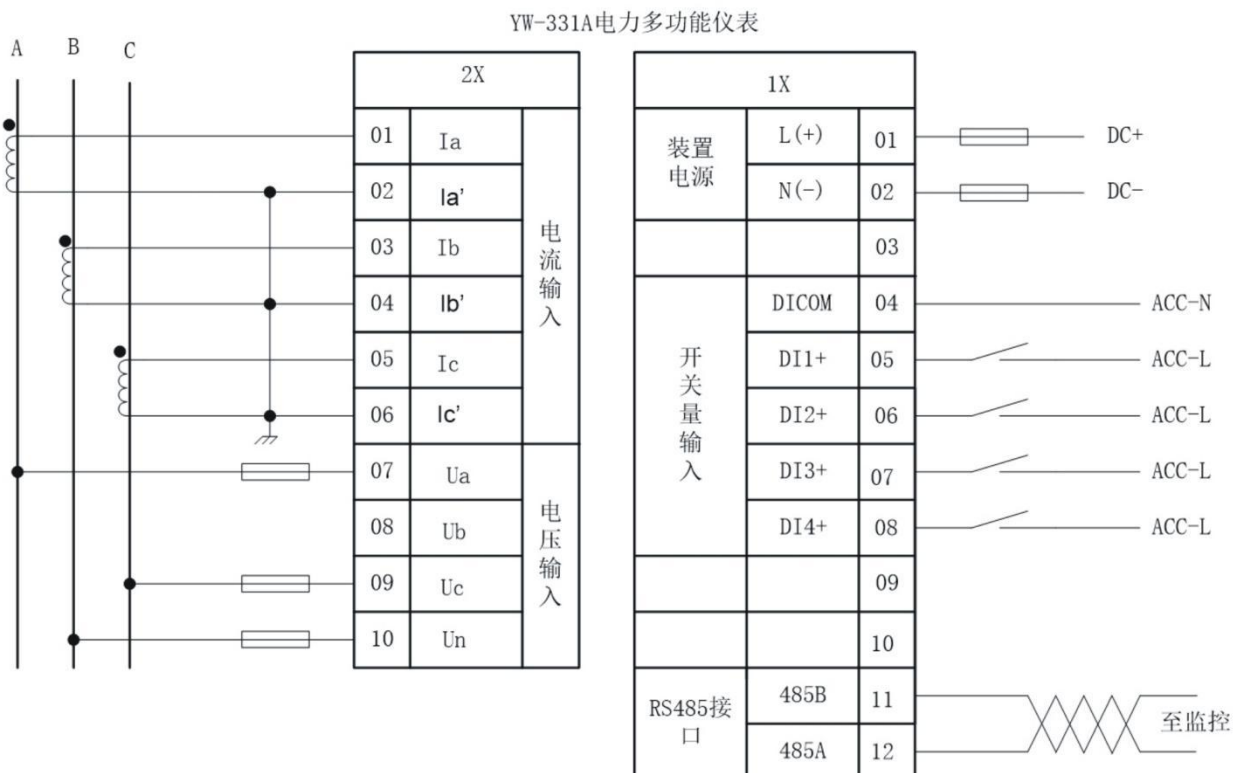 YW-331A电力多功能仪表
A B C
2X
01 Ia
02 Ia'
03 Ib
04 Ib'
05 Ic
06 Ic'
电流输入
07 Ua
08 Ub
09 Uc
10 Un
电压输入
1X
装置
电源
L(+) 01 DC+
N(-) 02 DC-
03
开关量输入
DICOM 04 ACC-N
DI1+ 05 ACC-L
DI2+ 06 ACC-L
DI3+ 07 ACC-L
DI4+ 08 ACC-L
09
10
RS485接
口
485B 11
485A 12
至监控